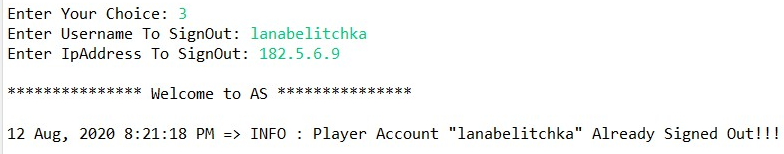 Enter Your Choice: 3
Enter Username To SignOut: lanabelitchka
Enter IpAddress To SignOut: 182.5.6.9
*************** Welcome to AS ***************
12 Aug, 2020 8:21:18 PM => INFO : Player Account "lanabelitchka" Already Signed Out!!!